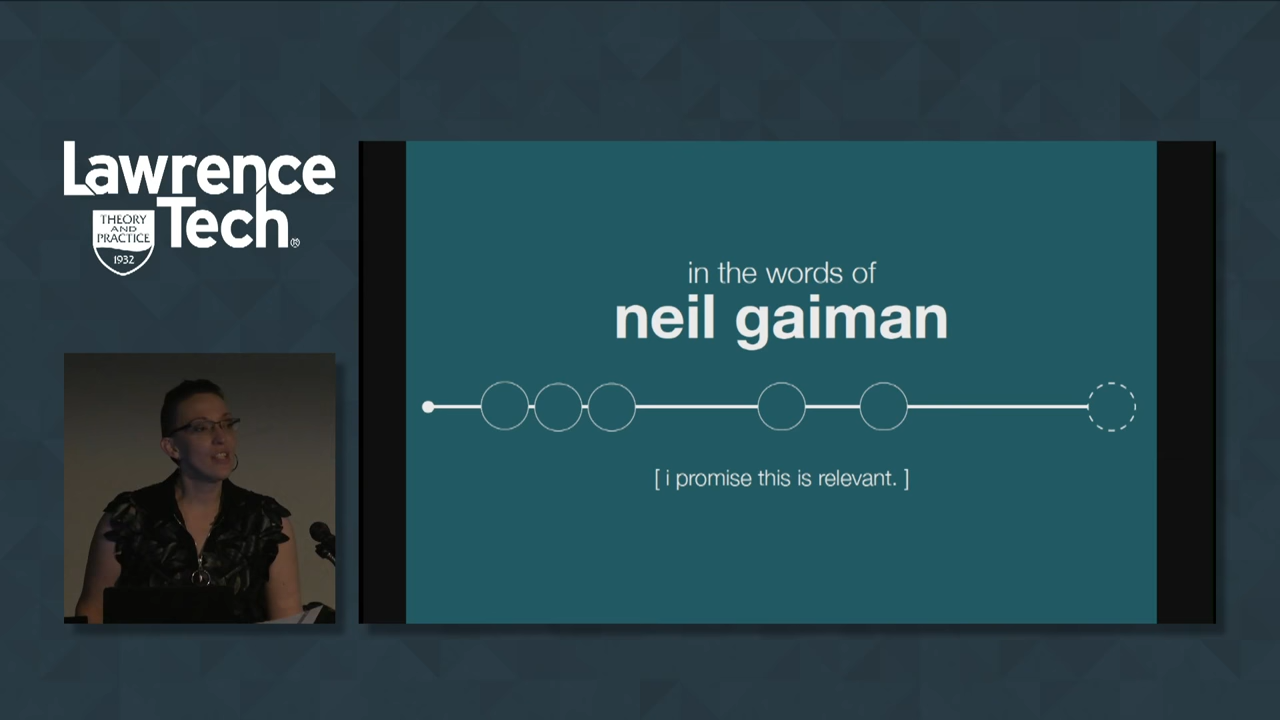 Lawrence
Tech®
THEORY
AND
PRACTICE
1932
in the words of
neil gaiman
[ i promise this is relevant. ]